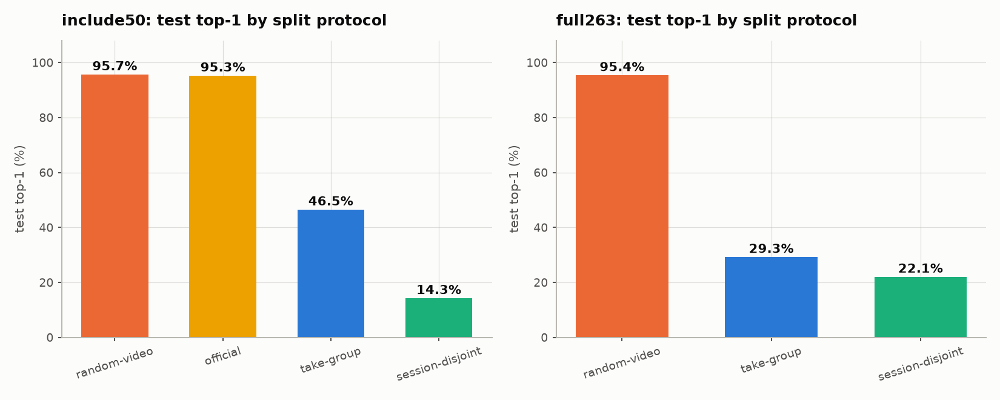 include50: test top-1 by split protocol
test top-1 (%)
100
80
60
40
20
0
95.7%
95.3%
46.5%
14.3%
random-video
official
take-group
session-disjoint
full263: test top-1 by split protocol
test top-1 (%)
100
80
60
40
20
0
95.4%
29.3%
22.1%
random-video
take-group
session-disjoint